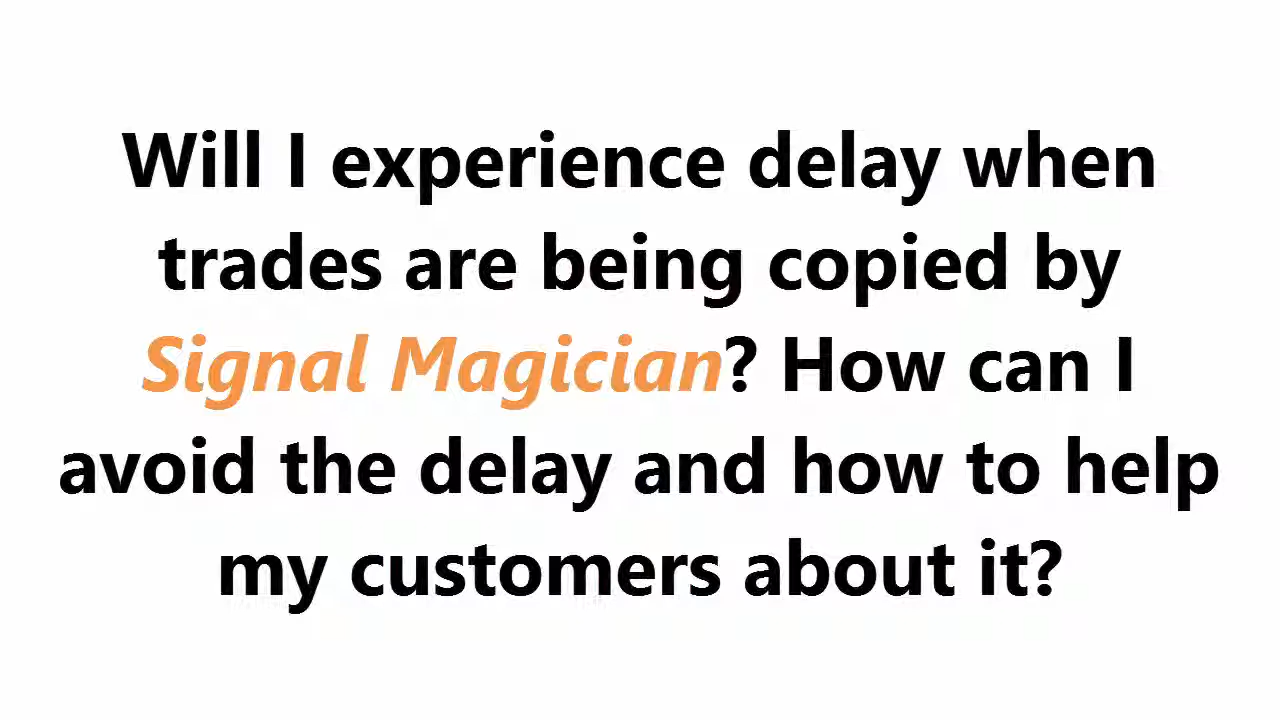 Will I experience delay when
trades are being copied by
Signal Magician? How can I
avoid the delay and how to help
my customers about it?